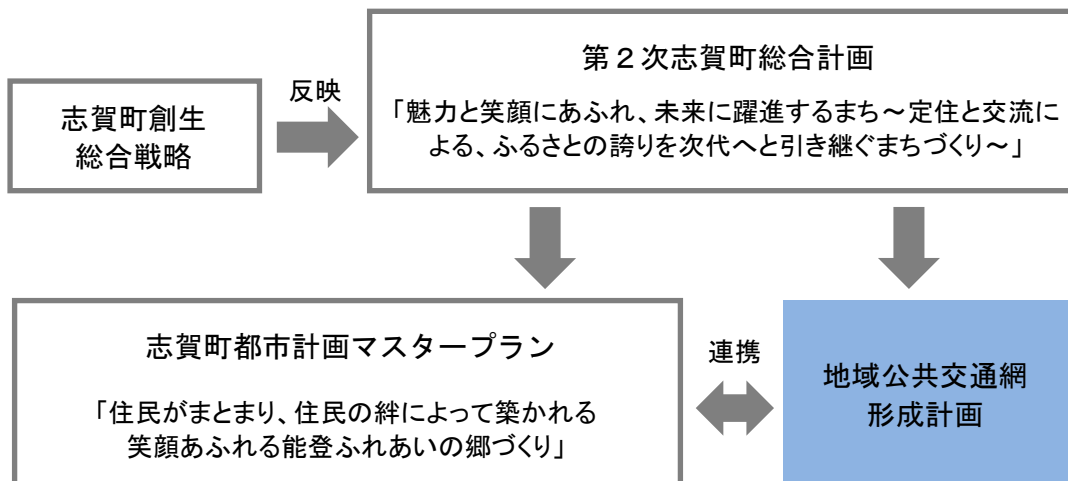 志賀町創生
総合戦略
反映
第２次志賀町総合計画
「魅力と笑顔にあふれ、未来に躍進するまち～定住と交流に
よる、ふるさとの誇りを次代へと引き継ぐまちづくり～」
志賀町都市計画マスタープラン
「住民がまとまり、住民の絆によって築かれる
笑顔あふれる能登ふれあいの郷づくり」
連携
地域公共交通網
形成計画